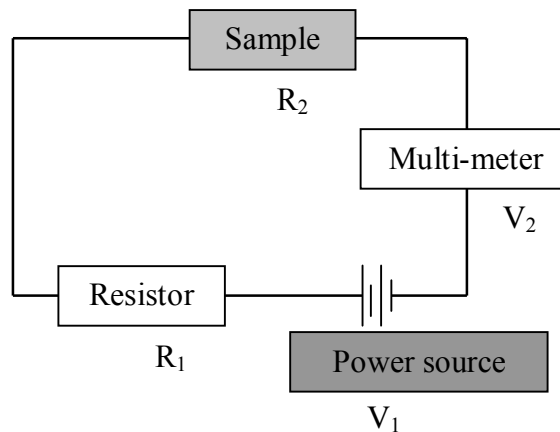 Sample
R₂
Multi-meter
V₂
Resistor
R₁
Power source
V₁